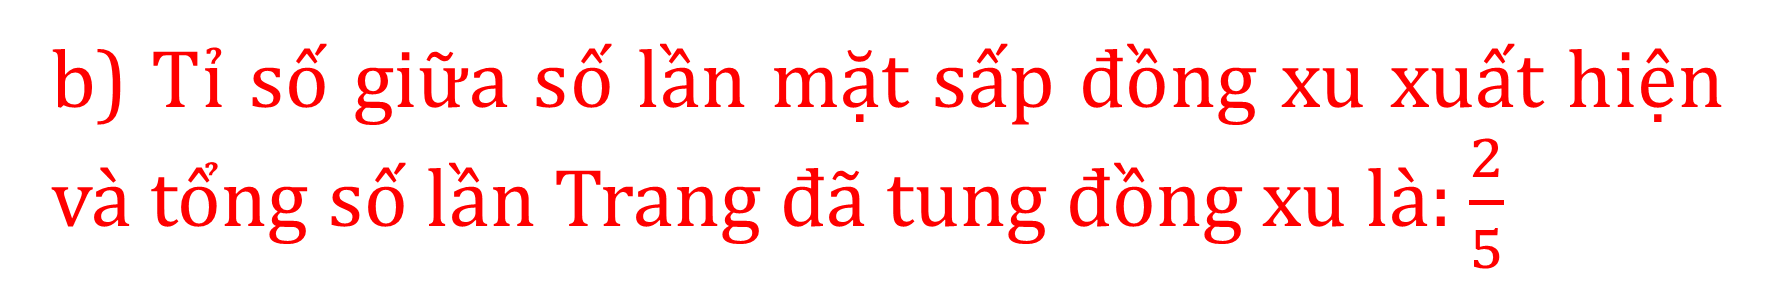 b) Tỉ số giữa số lần mặt sấp đồng xu xuất hiện
và tổng số lần Trang đã tung đồng xu là: 2/5